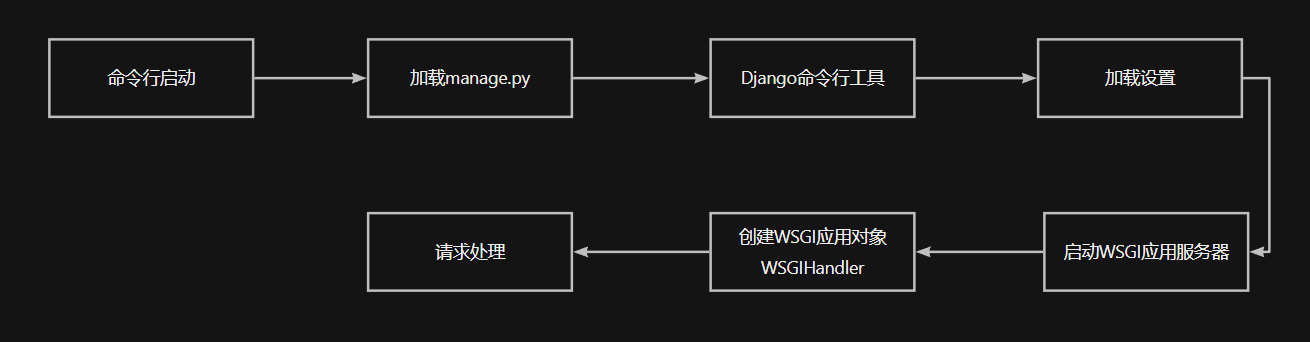 命令行启动
加载manage.py
Django命令行工具
加载设置
启动WSGI应用服务器
创建WSGI应用对象
WSGIHandler
请求处理